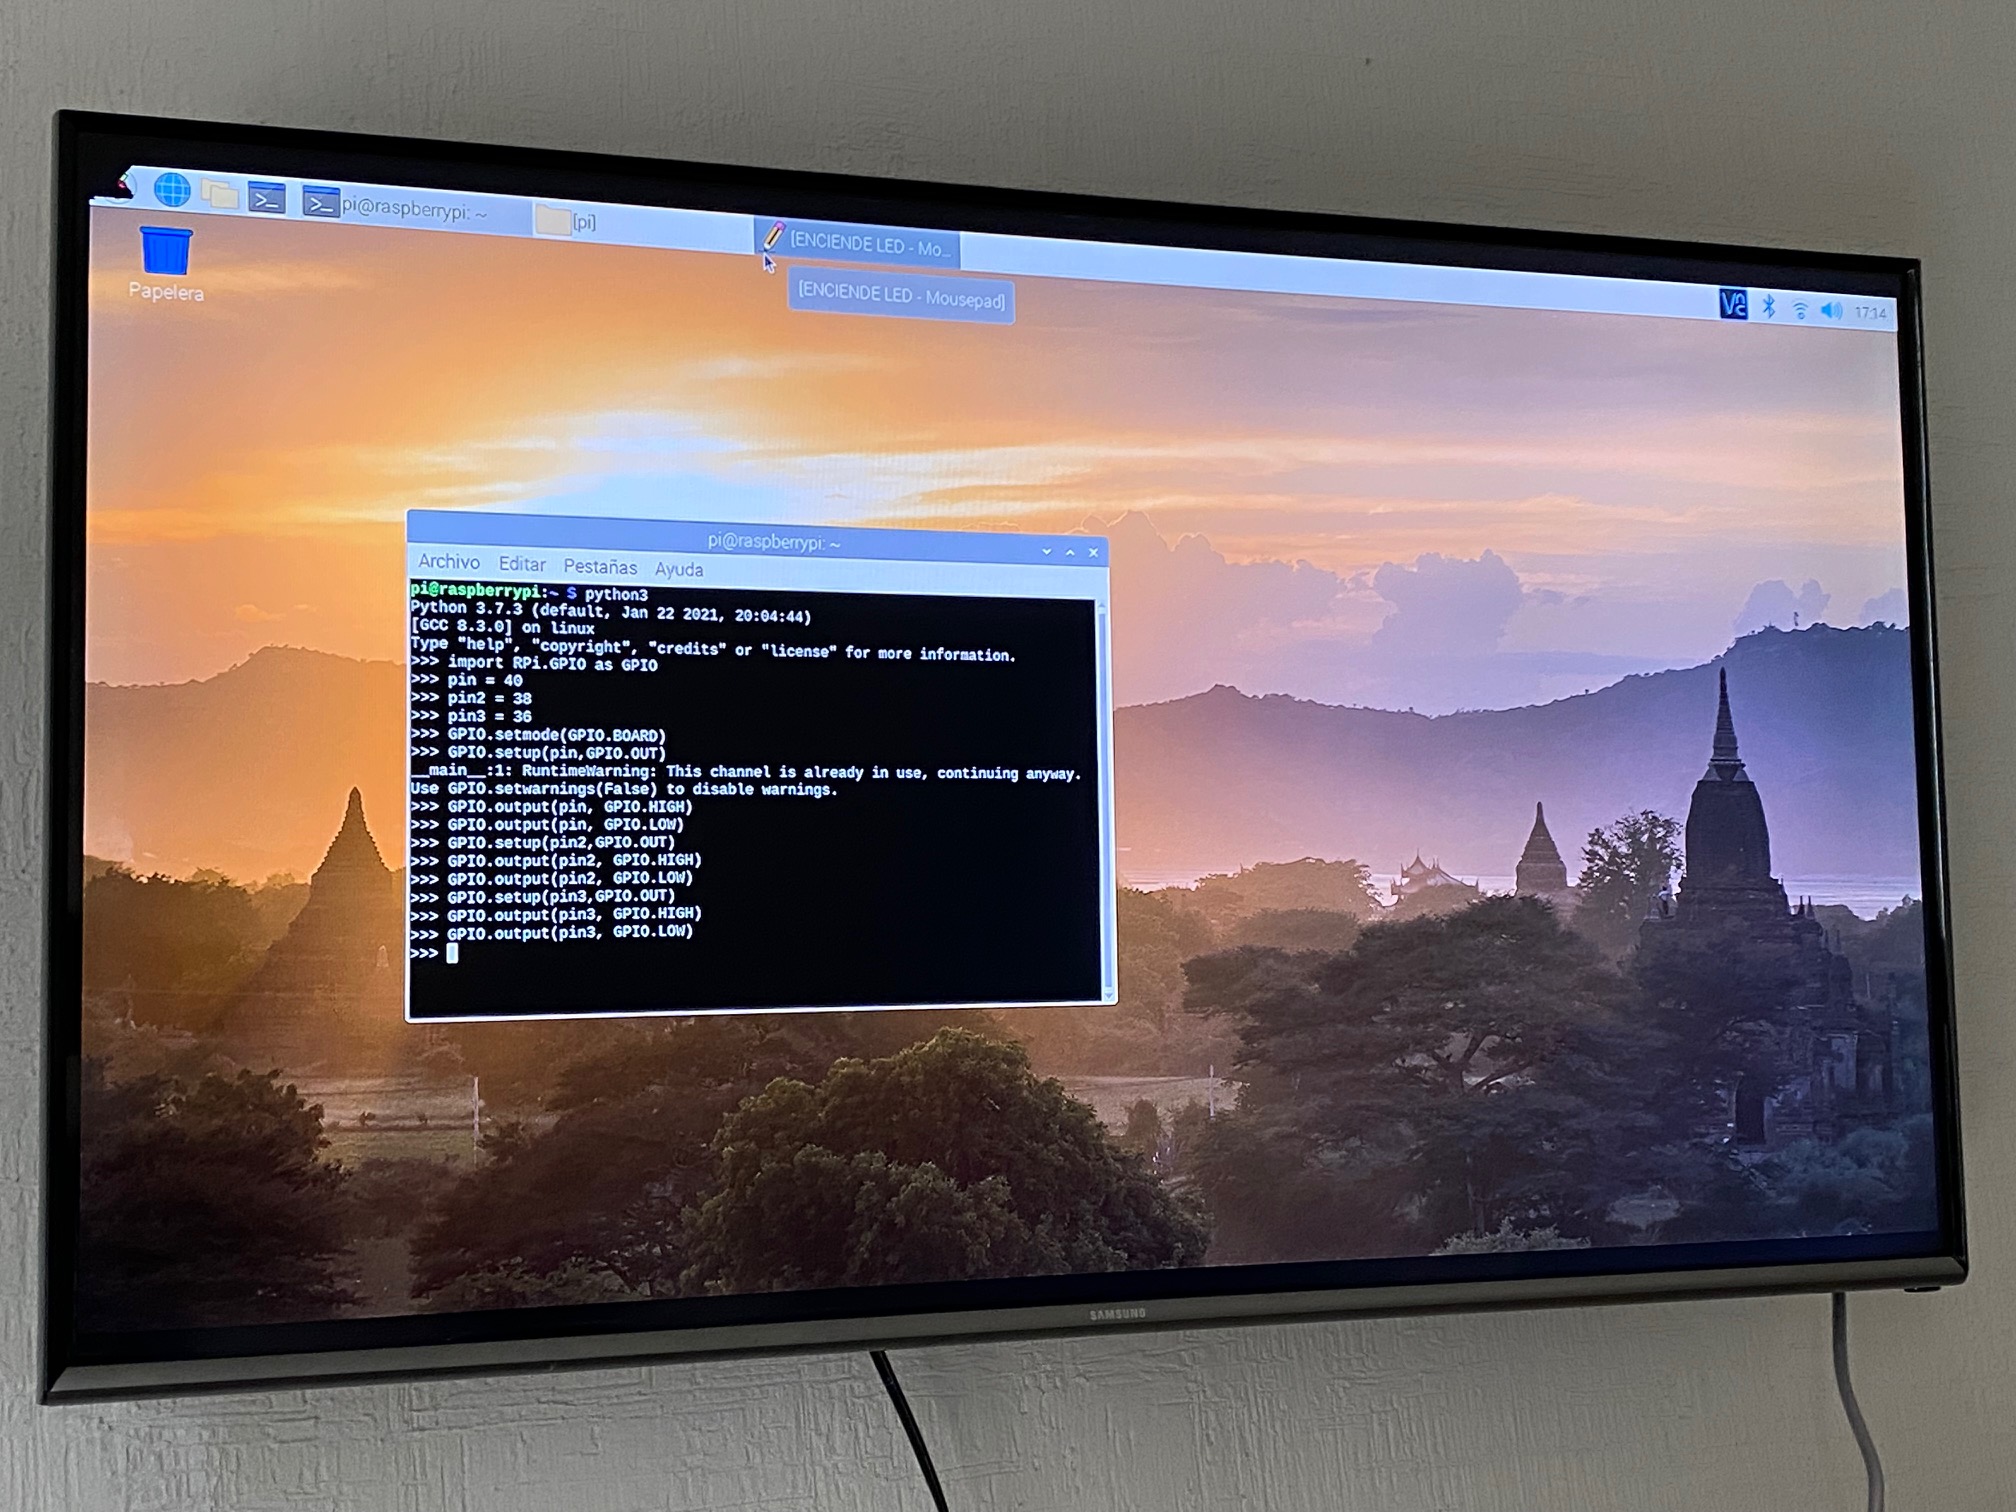 pi@raspberrypi: ~
[pi]
[ENCIENDE LED - Mo...
[ENCIENDE LED - Mousepad]
Vnc
17:14
Papelera
pi@raspberrypi: ~
Archivo Editar Pestañas Ayuda
pi@raspberrypi:~ $ python3
Python 3.7.3 (default, Jan 22 2021, 20:04:44)
[GCC 8.3.0] on linux
Type "help", "copyright", "credits" or "license" for more information.
>>> import RPi.GPIO as GPIO
>>> pin = 40
>>> pin2 = 38
>>> pin3 = 36
>>> GPIO.setmode(GPIO.BOARD)
>>> GPIO.setup(pin,GPIO.OUT)
__main__:1: RuntimeWarning: This channel is already in use, continuing anyway.
Use GPIO.setwarnings(False) to disable warnings.
>>> GPIO.output(pin, GPIO.HIGH)
>>> GPIO.output(pin, GPIO.LOW)
>>> GPIO.setup(pin2,GPIO.OUT)
>>> GPIO.output(pin2, GPIO.HIGH)
>>> GPIO.output(pin2, GPIO.LOW)
>>> GPIO.setup(pin3,GPIO.OUT)
>>> GPIO.output(pin3, GPIO.HIGH)
>>> GPIO.output(pin3, GPIO.LOW)
>>>
SAMSUNG